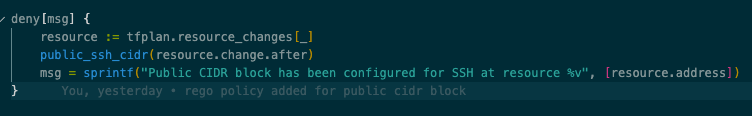 deny[msg] {
    resource := tfplan.resource_changes[_]
    public_ssh_cidr(resource.change.after)
    msg = sprintf("Public CIDR block has been configured for SSH at resource %v", [resource.address])
}    You, yesterday • rego policy added for public cidr block